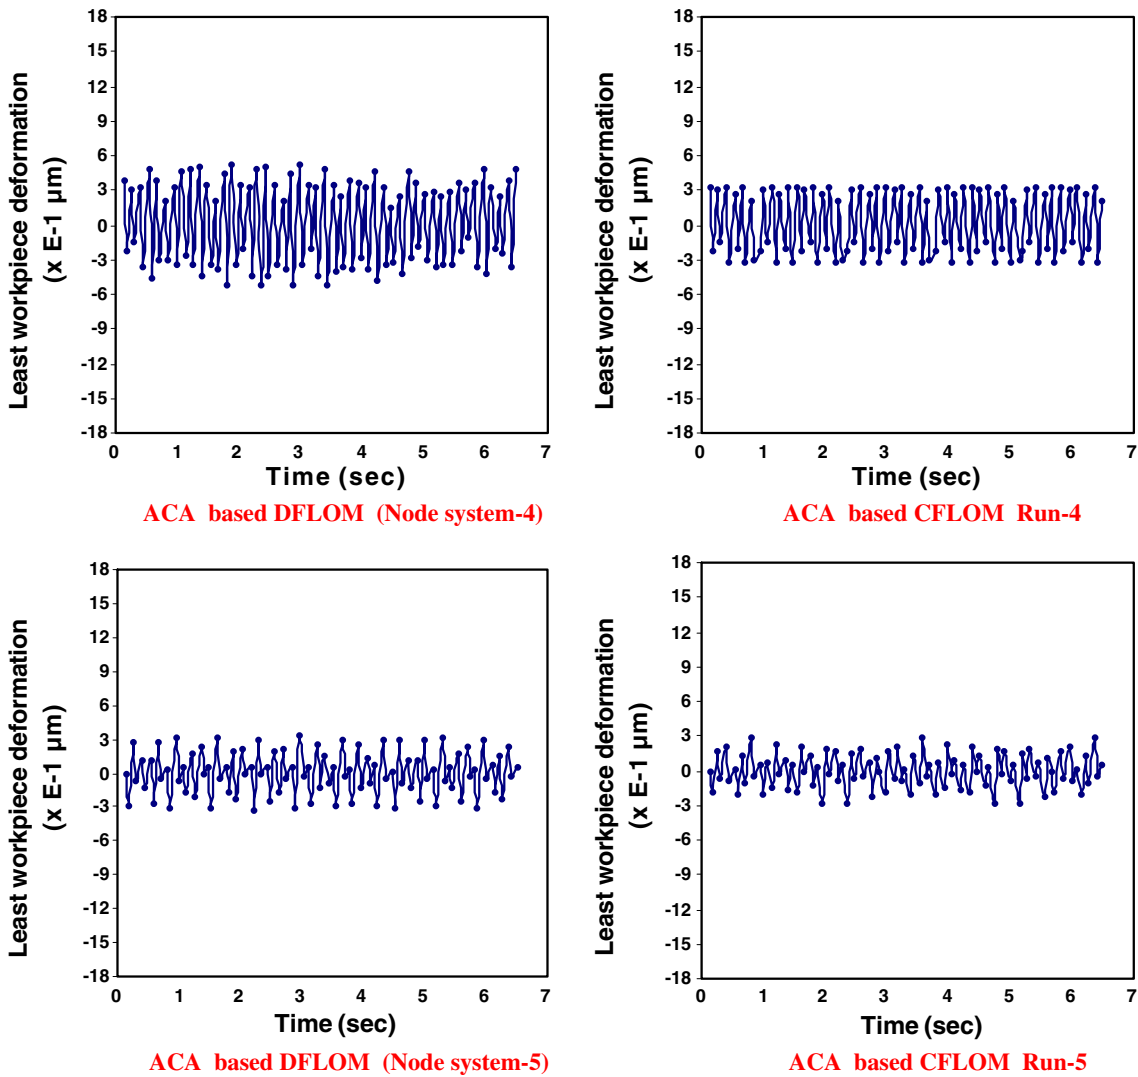 Least workpiece deformation
(x E-1 µm)
18
15
12
9
6
3
0
-3
-6
-9
-12
-15
-18
0 1 2 3 4 5 6 7
Time (sec)
ACA based DFLOM (Node system-4)
Least workpiece deformation
(x E-1 µm)
18
15
12
9
6
3
0
-3
-6
-9
-12
-15
-18
0 1 2 3 4 5 6 7
Time (sec)
ACA based CFLOM Run-4
Least workpiece deformation
(x E-1 µm)
18
15
12
9
6
3
0
-3
-6
-9
-12
-15
-18
0 1 2 3 4 5 6 7
Time (sec)
ACA based DFLOM (Node system-5)
Least workpiece deformation
(x E-1 µm)
18
15
12
9
6
3
0
-3
-6
-9
-12
-15
-18
0 1 2 3 4 5 6 7
Time (sec)
ACA based CFLOM Run-5